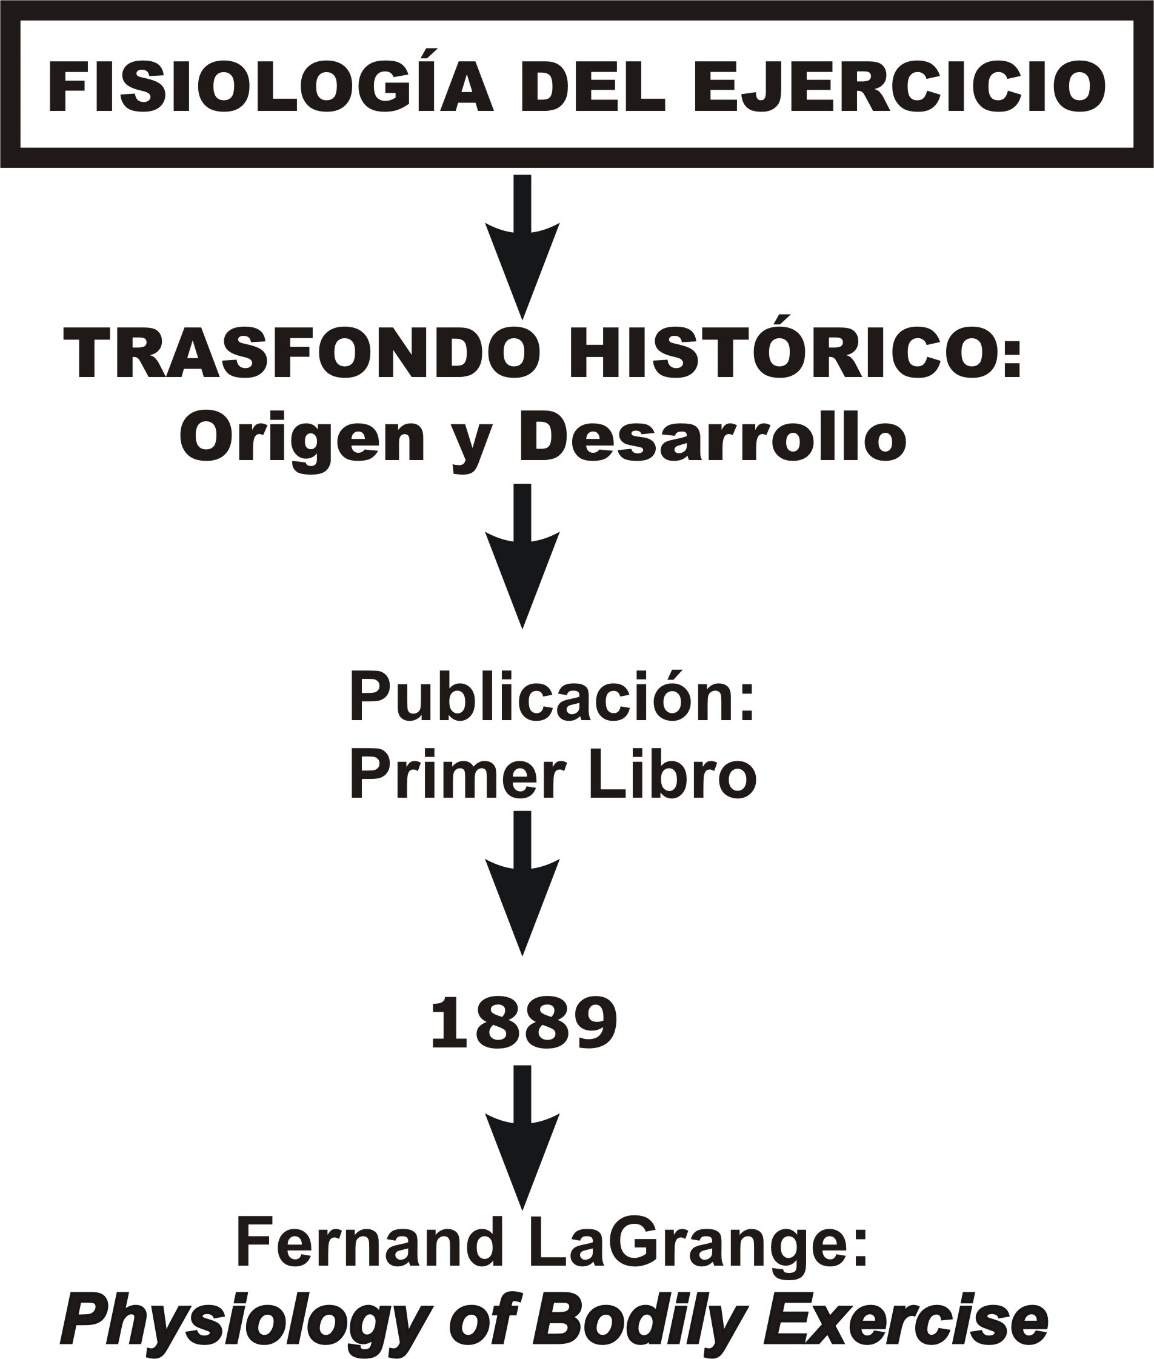 FISIOLOGÍA DEL EJERCICIO
TRASFONDO HISTÓRICO:
Origen y Desarrollo
Publicación:
Primer Libro
1889
Fernand LaGrange:
Physiology of Bodily Exercise